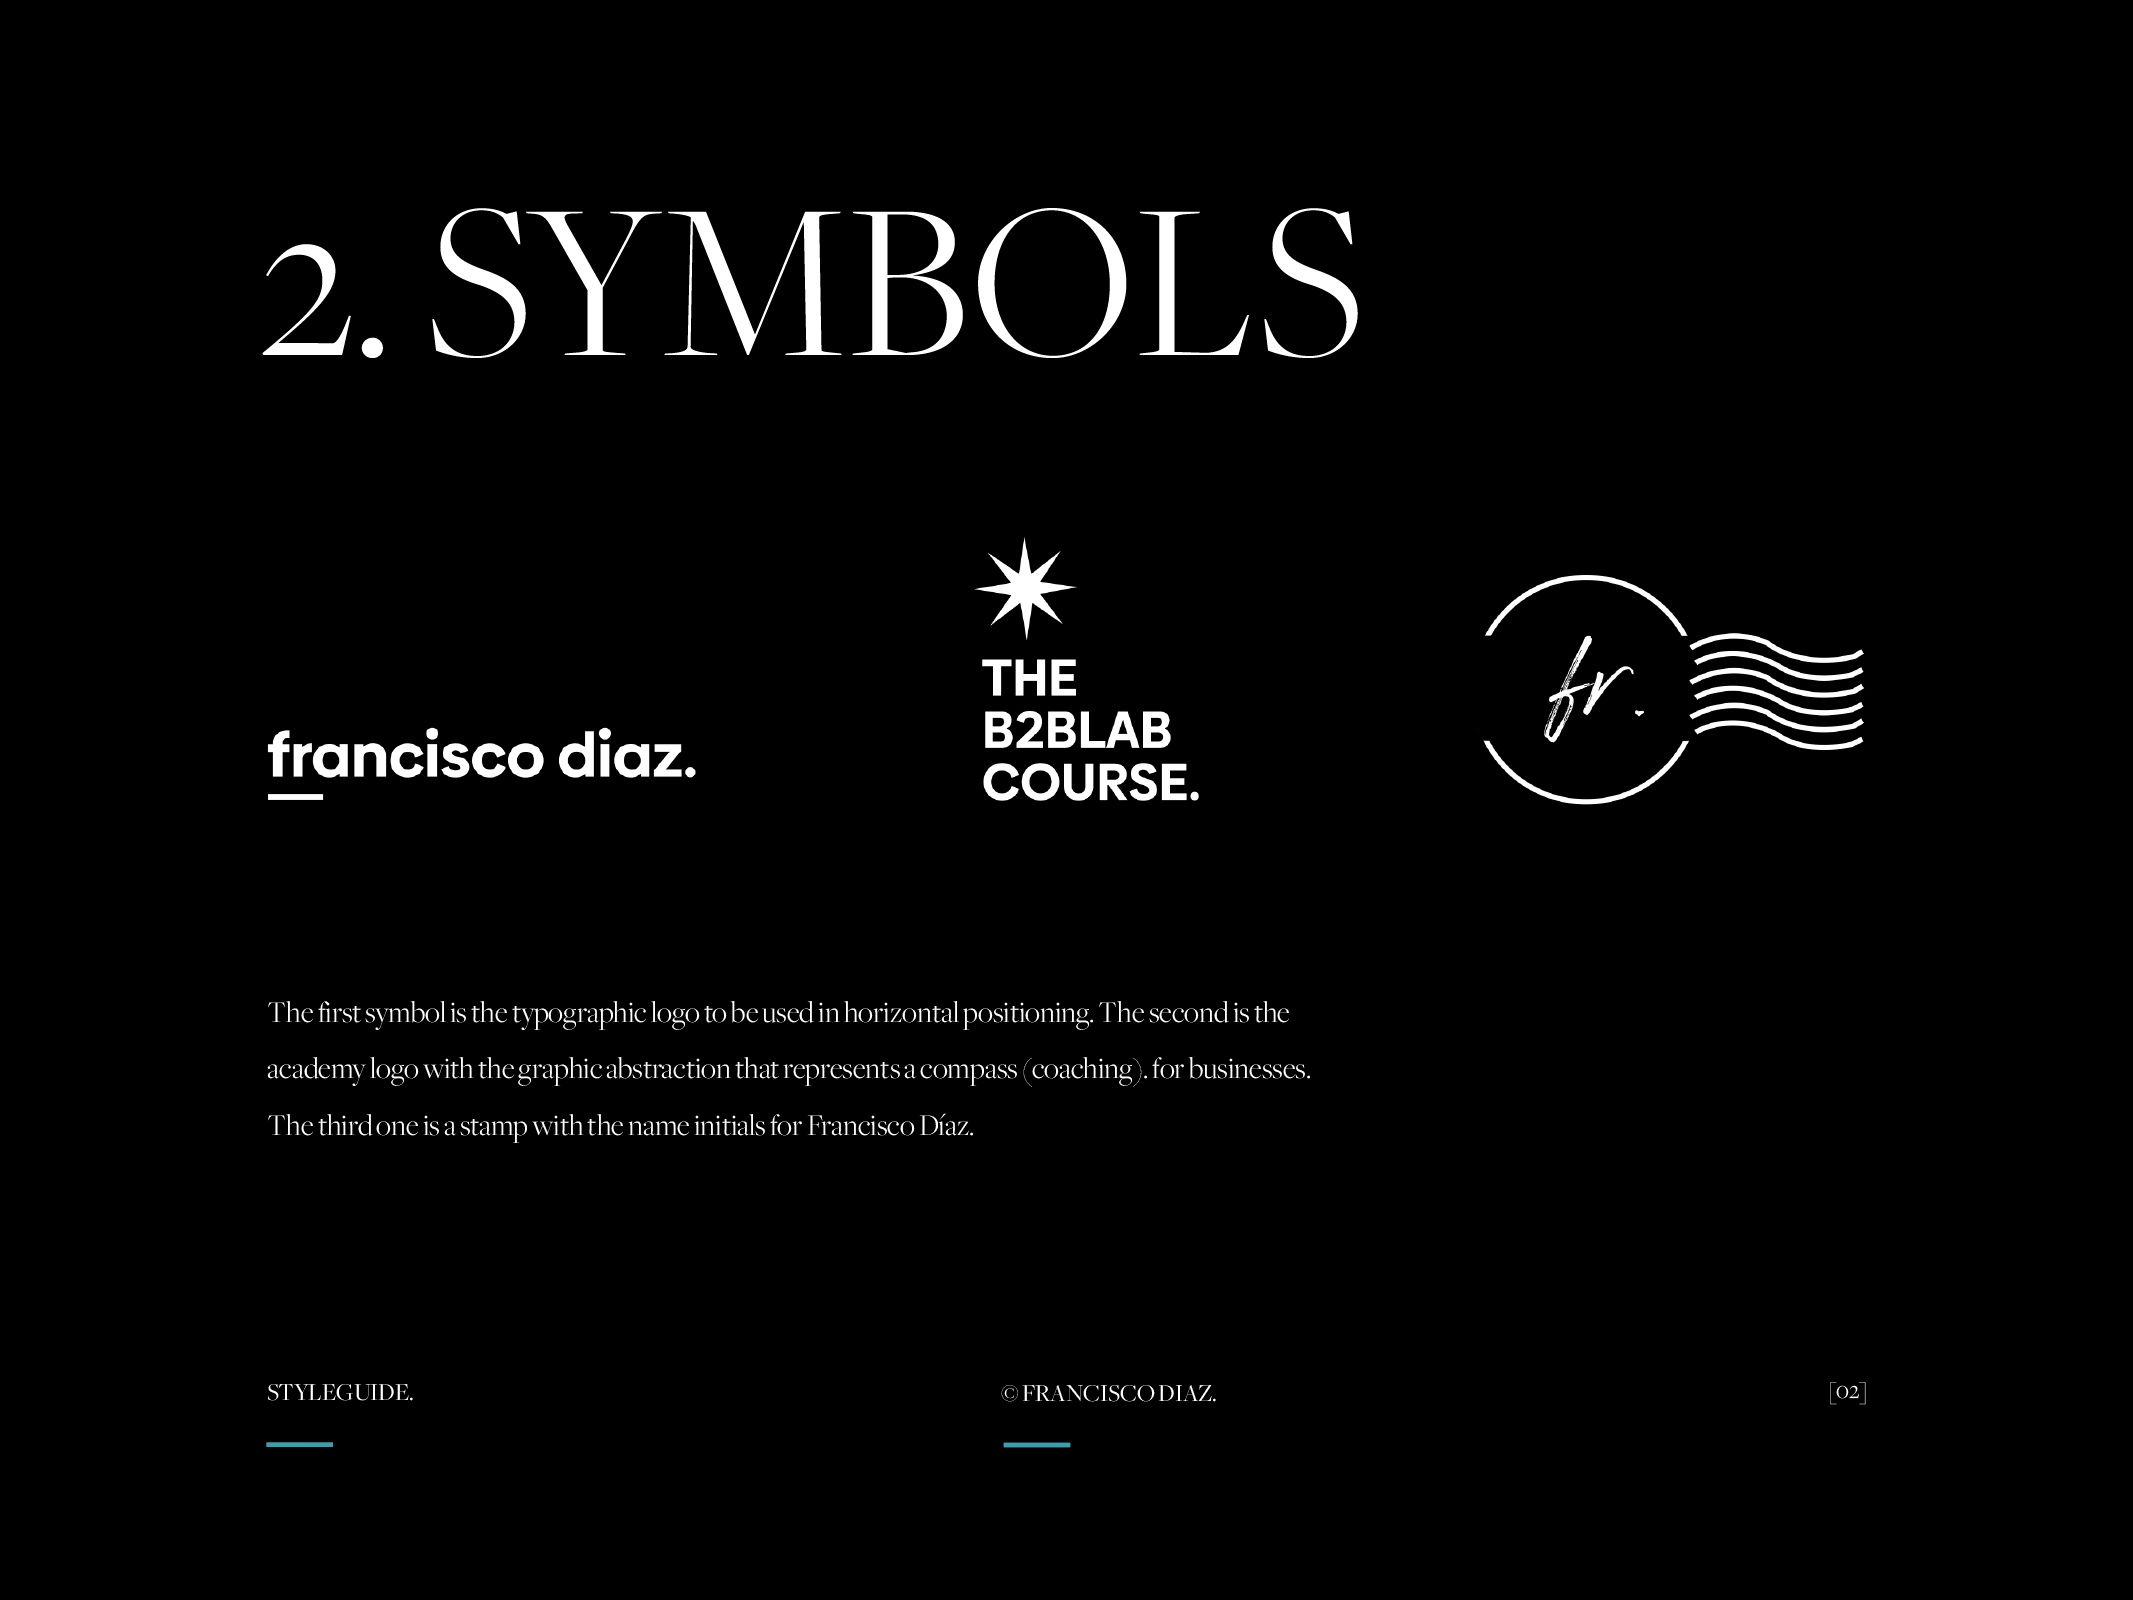 2. SYMBOLS
francisco diaz.
THE
B2BLAB
COURSE.
fr.
The first symbol is the typographic logo to be used in horizontal positioning. The second is the
academy logo with the graphic abstraction that represents a compass (coaching). for businesses.
The third one is a stamp with the name initials for Francisco Díaz.
STYLEGUIDE.
© FRANCISCO DIAZ.
[02]